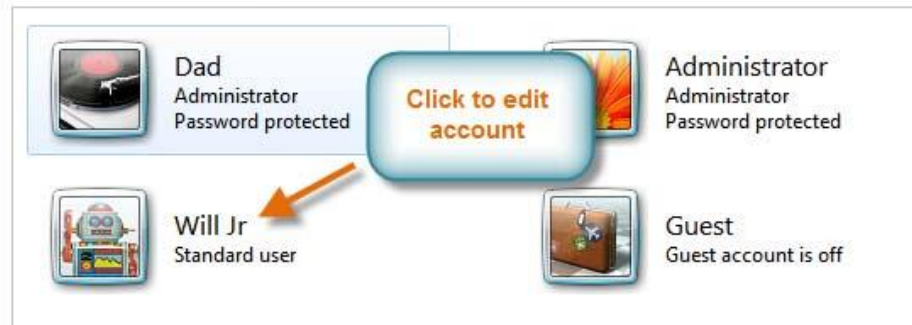 Dad
Administrator
Password protected
Click to edit
account
Administrator
Administrator
Password protected
Will Jr
Standard user
Guest
Guest account is off